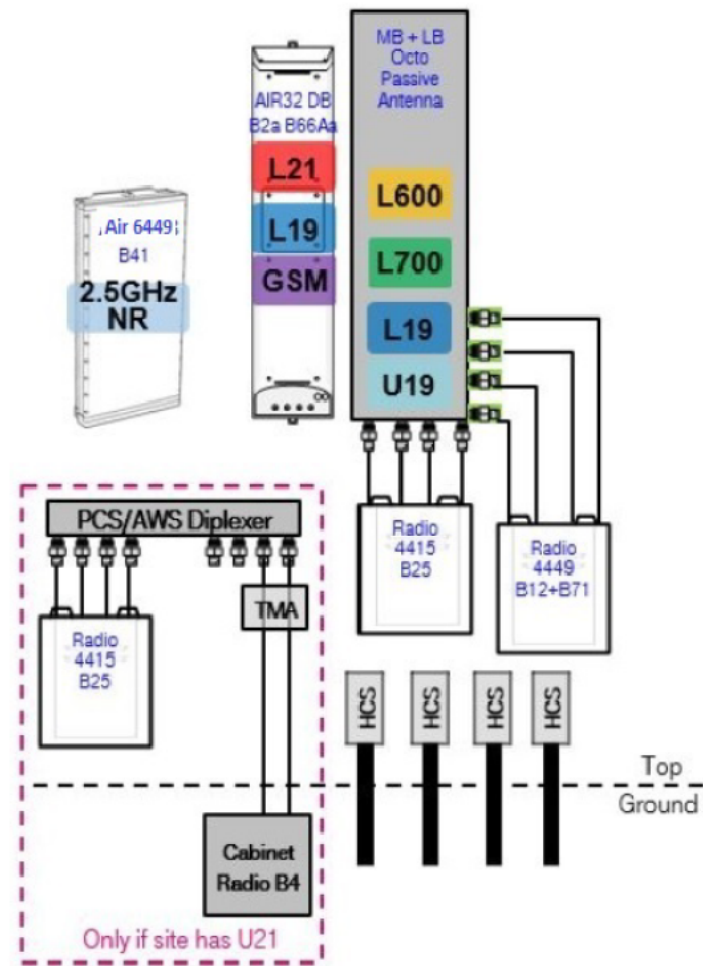 MB + LB
Octo
Passive
Antenna
AIR32 DB
B2a B66Aa
L21
L19
GSM
L600
L700
L19
U19
Air 6449
B41
2.5GHz
NR
PCS/AWS Diplexer
TMA
Radio
4415
B25
Radio
4415
B25
Radio
4449
B12+B71
HCS
HCS
HCS
HCS
Top
Ground
Cabinet
Radio B4
Only if site has U21